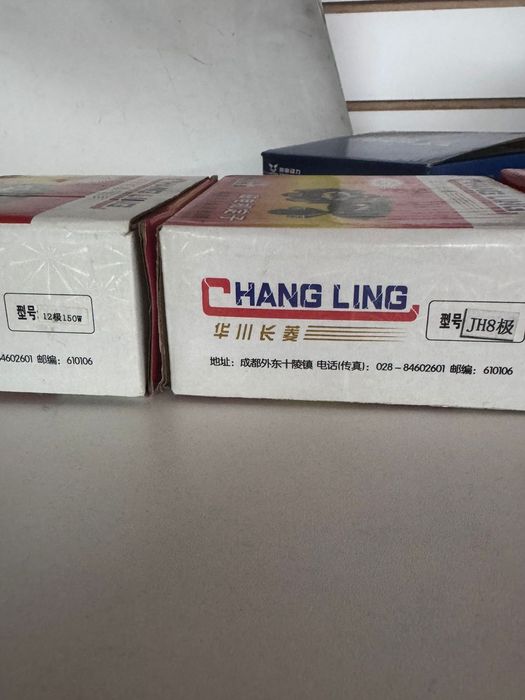 型号 12极150W
84602601 邮编：610106
CHANG LING
华川长菱
型号 JH8极
地址：成都外东十陵镇 电话(传真)：028－84602601 邮编：610106